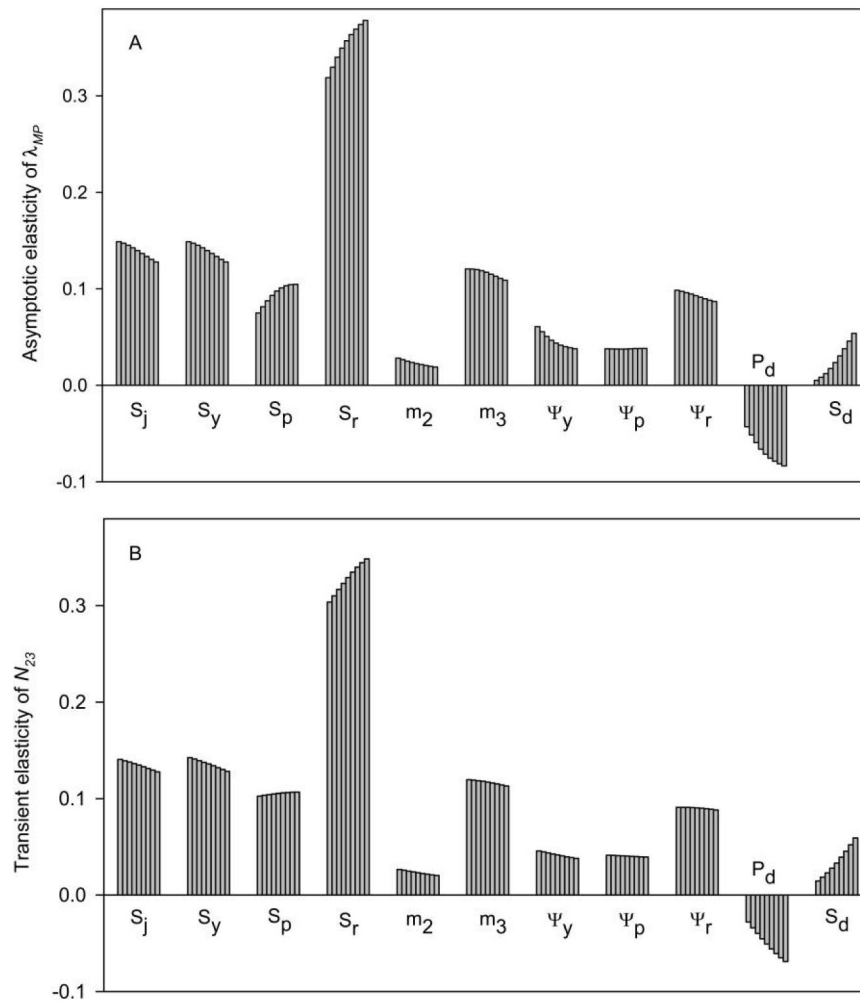 A
Asymptotic elasticity of λMP
0.3
0.2
0.1
0.0
-0.1
Sj Sy Sp Sr m2 m3 Ψy Ψp Ψr Pd Sd
B
Transient elasticity of N23
0.3
0.2
0.1
0.0
-0.1
Sj Sy Sp Sr m2 m3 Ψy Ψp Ψr Pd Sd